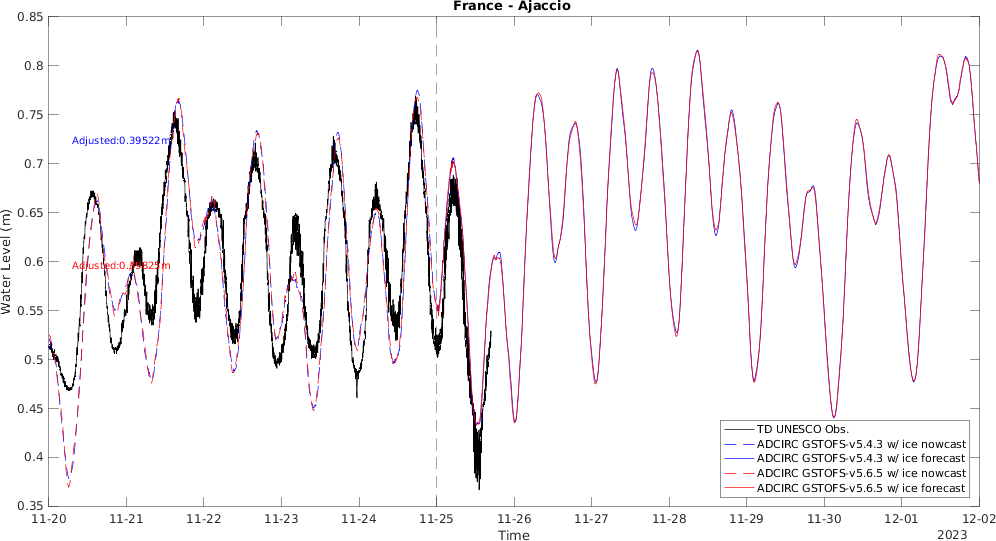 France - Ajaccio
0.85
0.8
0.75
0.7
0.65
0.6
0.55
0.5
0.45
0.4
0.35
Water Level (m)
Adjusted:0.39522m
TD UNESCO Obs.
ADCIRC GSTOFS-v5.4.3 w/ ice nowcast
ADCIRC GSTOFS-v5.4.3 w/ ice forecast
ADCIRC GSTOFS-v5.6.5 w/ ice nowcast
ADCIRC GSTOFS-v5.6.5 w/ ice forecast
11-20 11-21 11-22 11-23 11-24 11-25 11-26 11-27 11-28 11-29 11-30 12-01 12-02
Time 2023